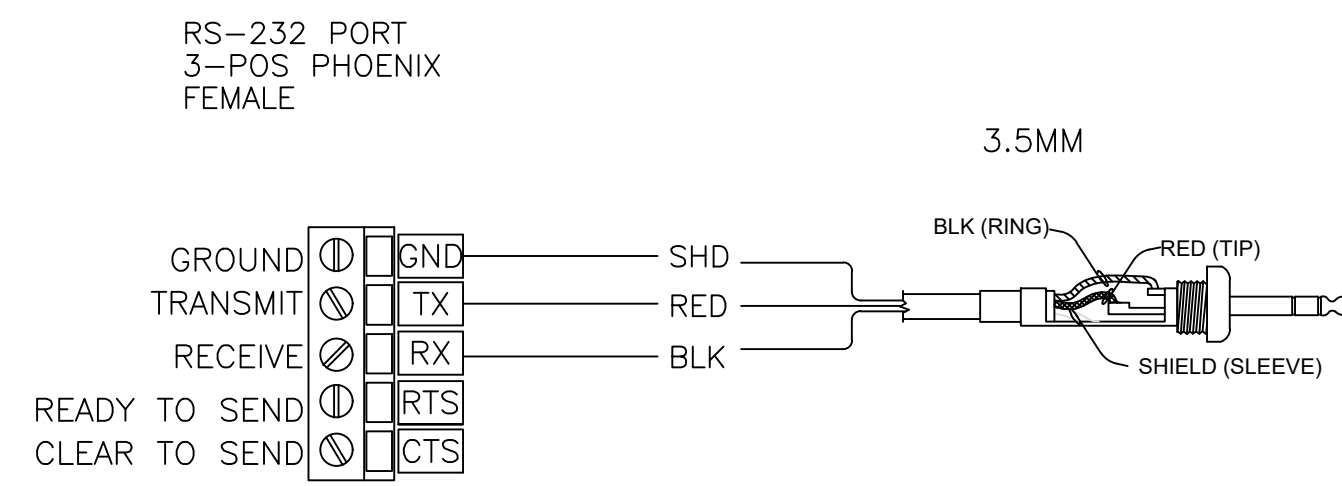 RS-232 PORT
3-POS PHOENIX
FEMALE
3.5MM
BLK (RING)
RED (TIP)
GROUND GND SHD
TRANSMIT TX RED
RECEIVE RX BLK
SHIELD (SLEEVE)
READY TO SEND RTS
CLEAR TO SEND CTS